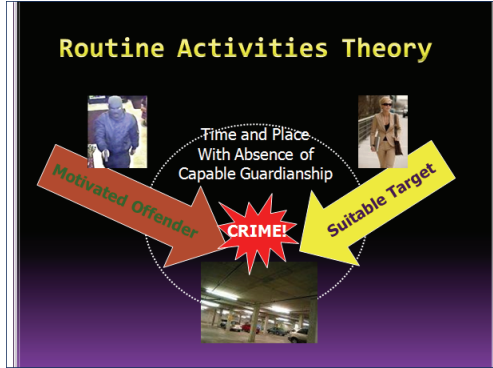 Routine Activities Theory
Time and Place
With Absence of
Capable Guardianship
Motivated Offender
Suitable Target
CRIME!